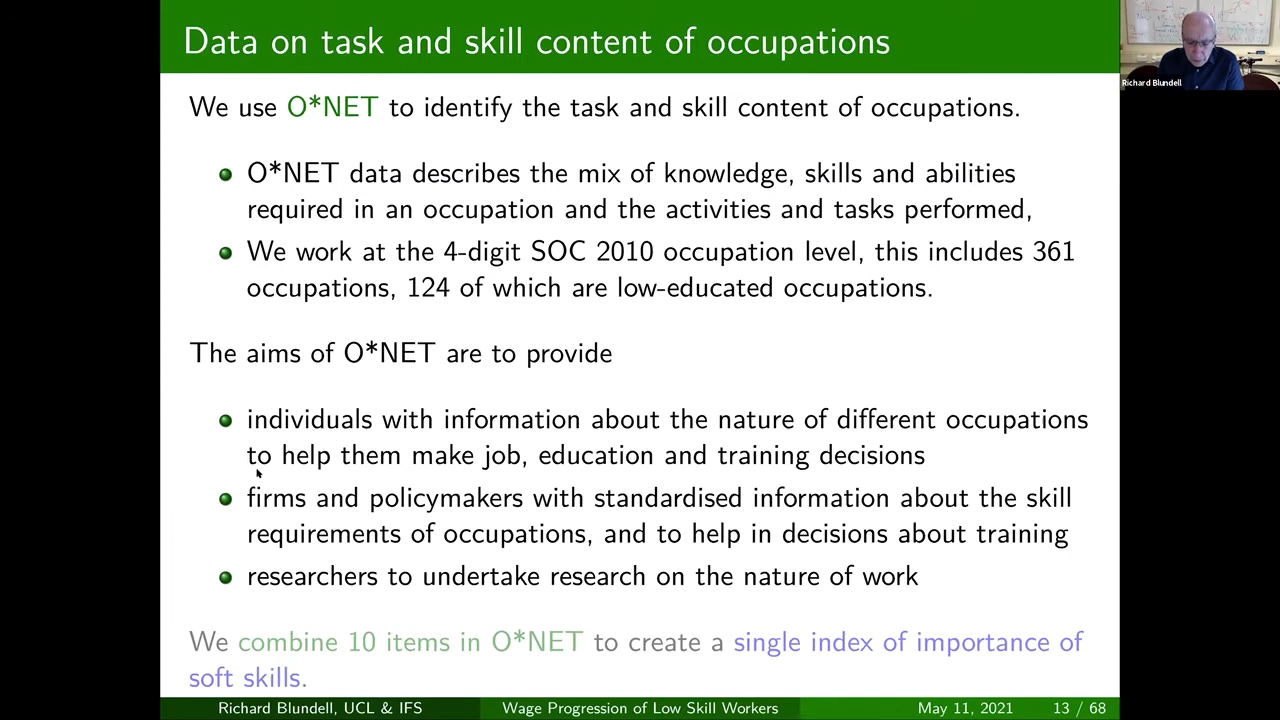 Data on task and skill content of occupations
Richard Blundell
We use O*NET to identify the task and skill content of occupations.
O*NET data describes the mix of knowledge, skills and abilities
required in an occupation and the activities and tasks performed,
We work at the 4-digit SOC 2010 occupation level, this includes 361
occupations, 124 of which are low-educated occupations.
The aims of O*NET are to provide
individuals with information about the nature of different occupations
to help them make job, education and training decisions
firms and policymakers with standardised information about the skill
requirements of occupations, and to help in decisions about training
researchers to undertake research on the nature of work
We combine 10 items in O*NET to create a single index of importance of
soft skills.
Richard Blundell, UCL & IFS Wage Progression of Low Skill Workers May 11, 2021 13 / 68